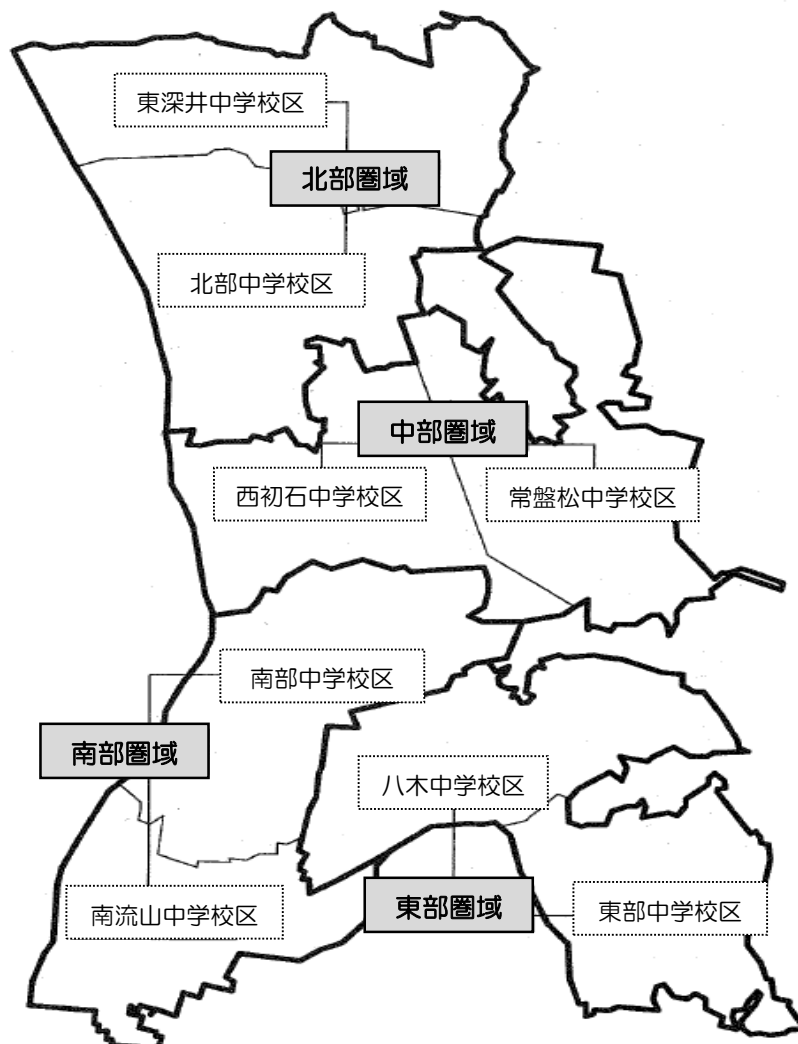 東深井中学校区
北部圏域
北部中学校区
中部圏域
西初石中学校区
常盤松中学校区
南部中学校区
南部圏域
八木中学校区
南流山中学校区
東部圏域
東部中学校区